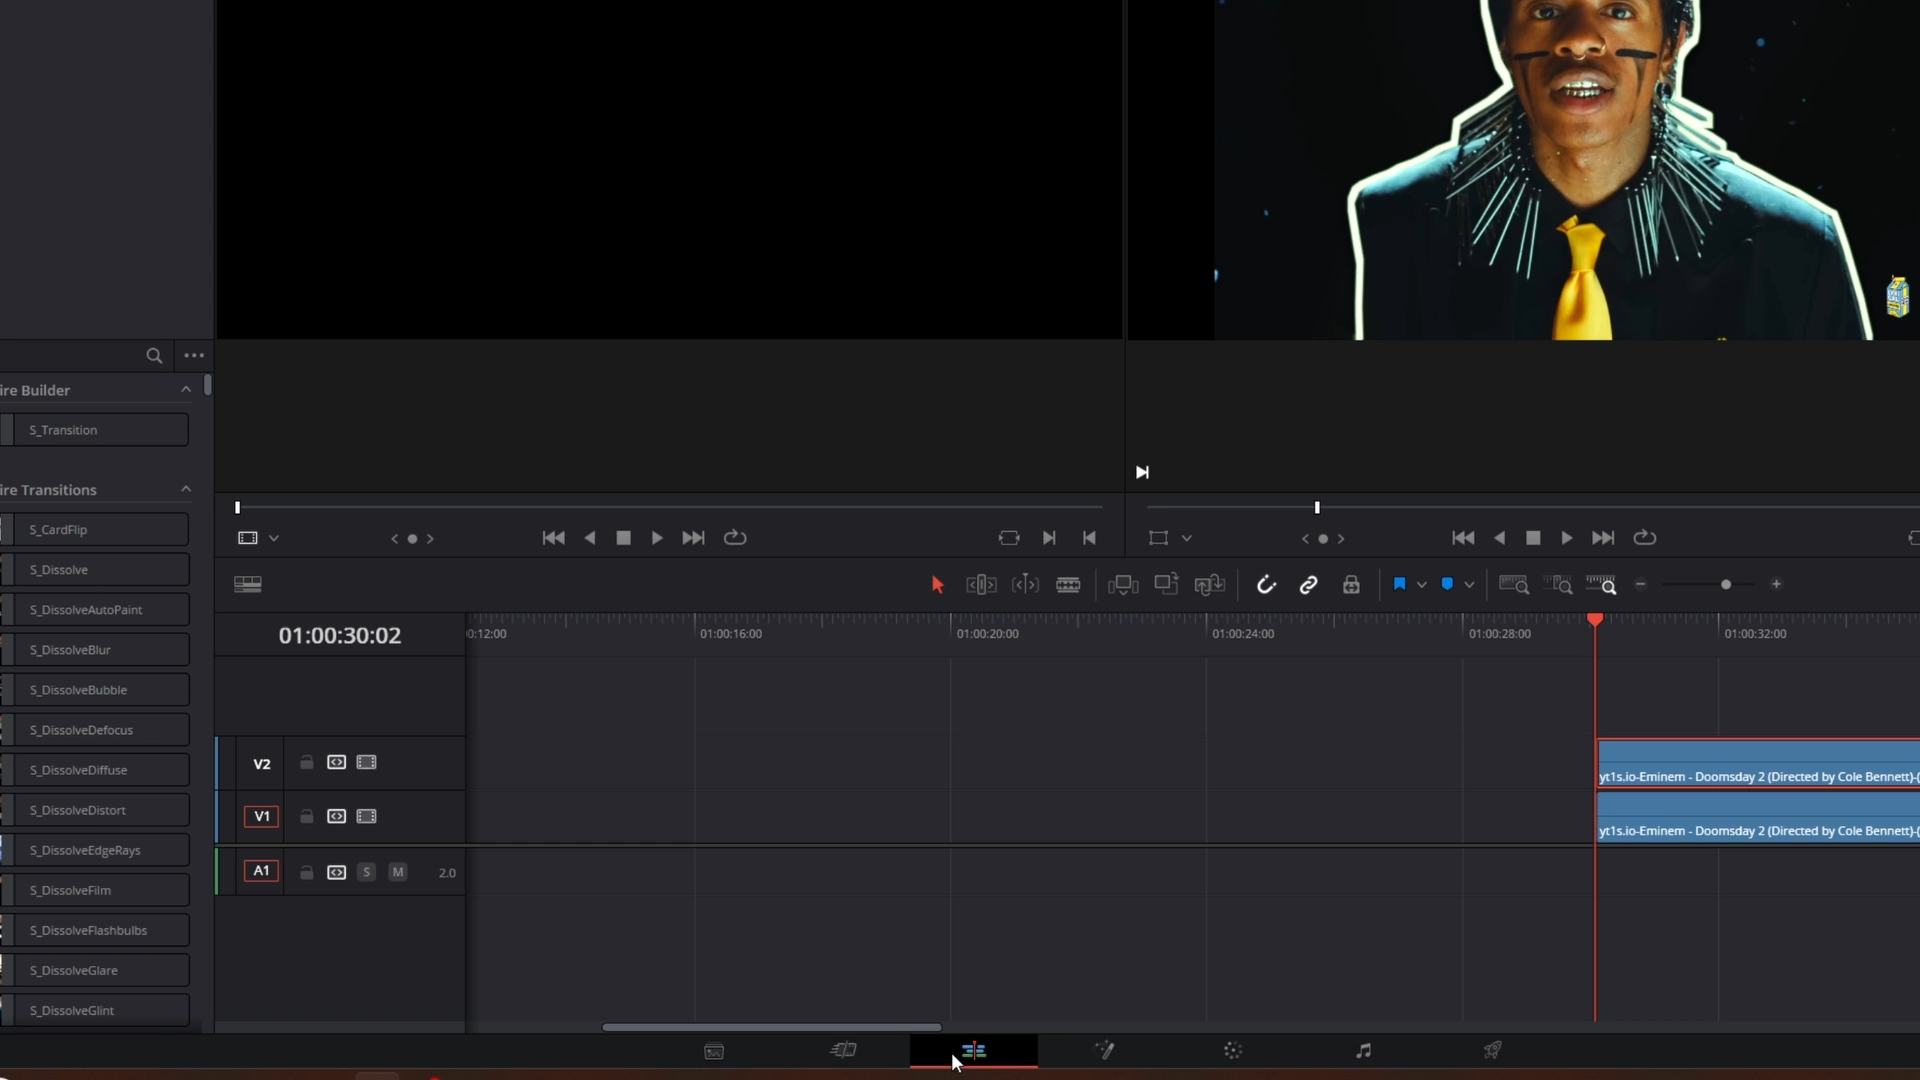 ire Builder
S_Transition
ire Transitions
S_CardFlip
S_Dissolve
S_DissolveAutoPaint
S_DissolveBlur
S_DissolveBubble
S_DissolveDefocus
S_DissolveDiffuse
S_DissolveDistort
S_DissolveEdgeRays
S_DissolveFilm
S_DissolveFlashbulbs
S_DissolveGlare
S_DissolveGlint
01:00:30:02
0:12:00 01:00:16:00 01:00:20:00 01:00:24:00 01:00:28:00 01:00:32:00
V2
yt1s.io-Eminem - Doomsday 2 (Directed by Cole Bennett)-(
V1
yt1s.io-Eminem - Doomsday 2 (Directed by Cole Bennett)-(
A1 S M 2.0